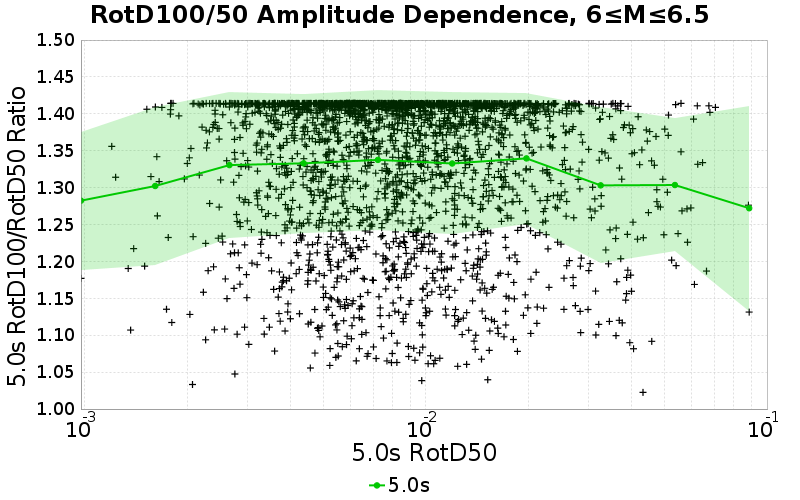 RotD100/50 Amplitude Dependence, 6≤M≤6.5
5.0s RotD100/RotD50 Ratio
1.50
1.45
1.40
1.35
1.30
1.25
1.20
1.15
1.10
1.05
1.00
10-3 10-2 10-1
5.0s RotD50
5.0s